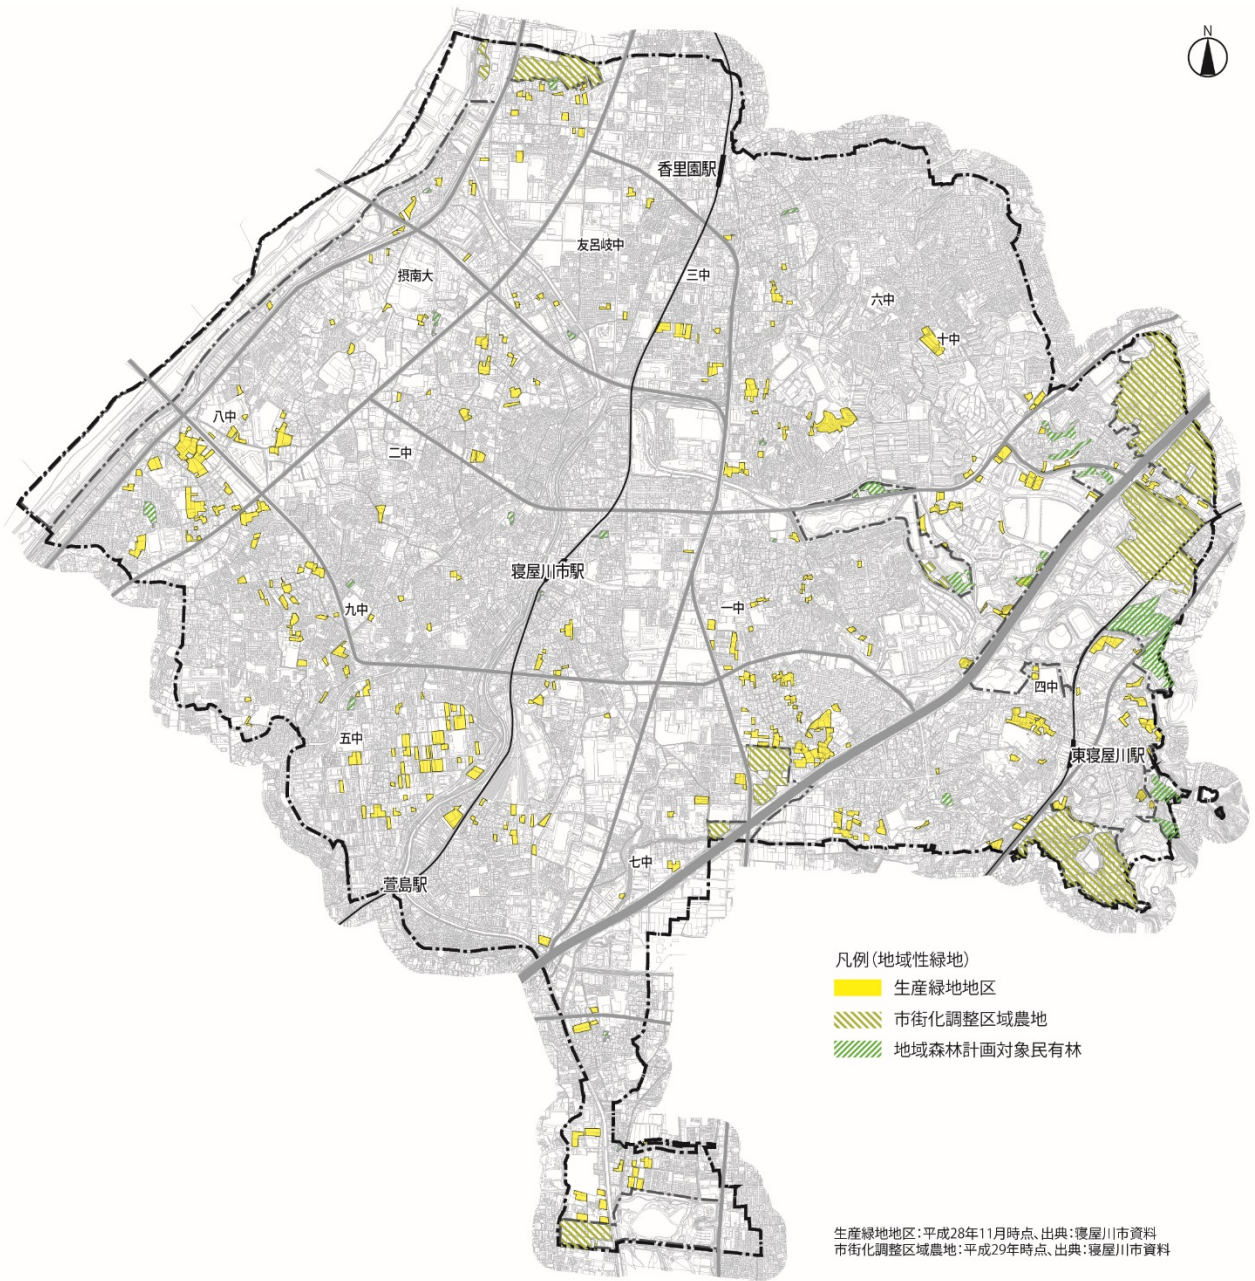 N
香里園駅
友呂岐中
摂南大
三中
六中
十中
八中
二中
寝屋川市駅
九中
一中
四中
五中
東寝屋川駅
七中
萱島駅
凡例(地域性緑地)
生産緑地地区
市街化調整区域農地
地域森林計画対象民有林
生産緑地地区:平成28年11月時点、出典:寝屋川市資料
市街化調整区域農地:平成29年時点、出典:寝屋川市資料